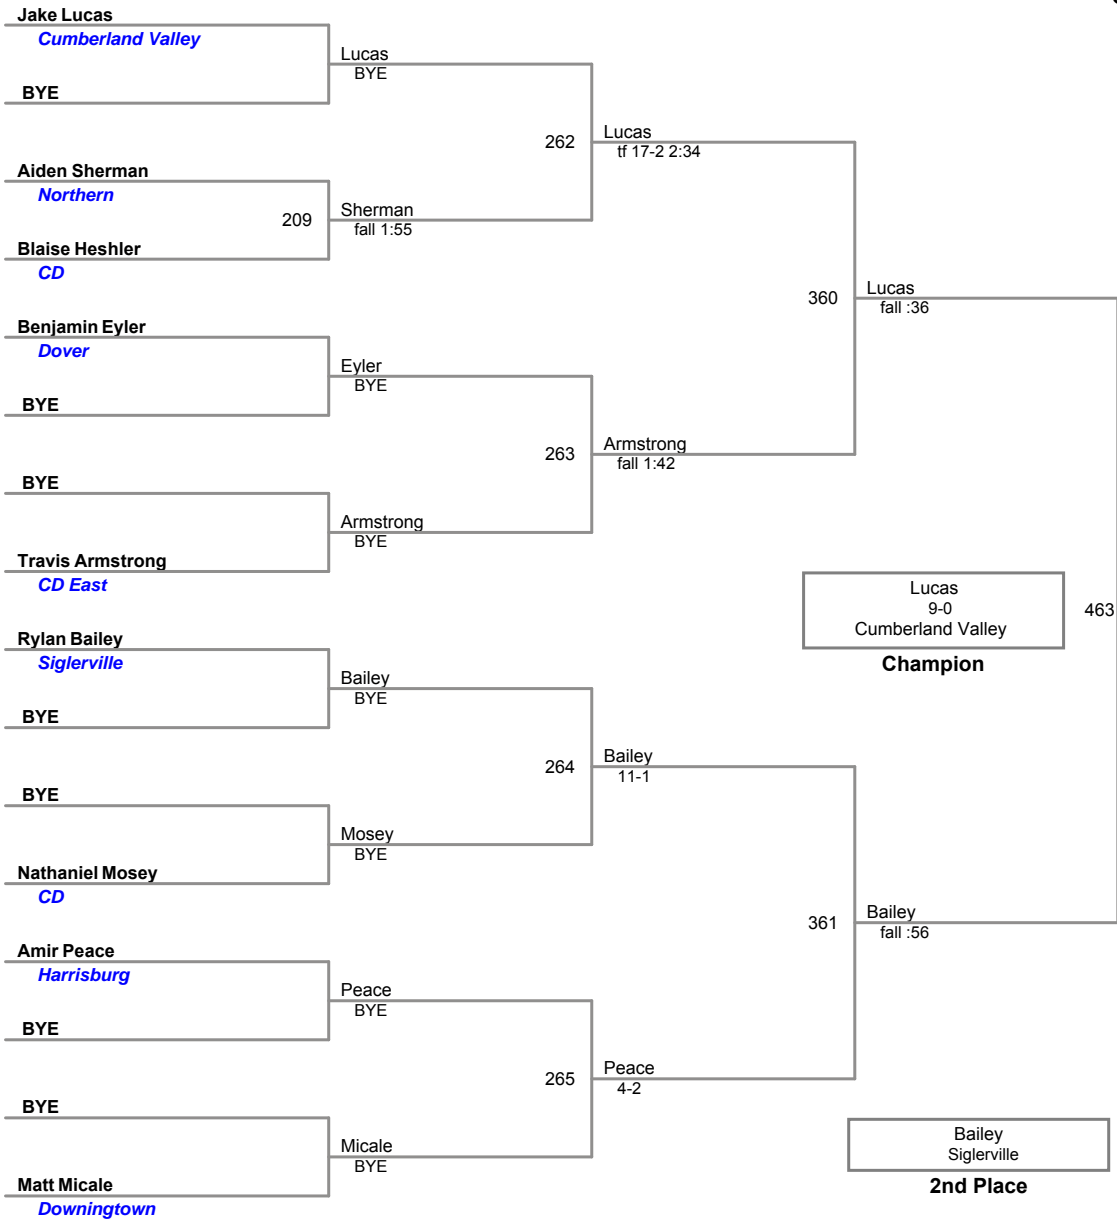 Jake Lucas
Cumberland Valley
Lucas
BYE
BYE
262
Lucas
tf 17-2 2:34
Aiden Sherman
Northern
209
Sherman
fall 1:55
Blaise Heshler
CD
360
Lucas
fall :36
Benjamin Eyler
Dover
Eyler
BYE
BYE
263
Armstrong
fall 1:42
BYE
Armstrong
BYE
Travis Armstrong
CD East
Lucas
9-0
Cumberland Valley
463
Champion
Rylan Bailey
Siglerville
Bailey
BYE
BYE
264
Bailey
11-1
BYE
Mosey
BYE
Nathaniel Mosey
CD
361
Bailey
fall :56
Amir Peace
Harrisburg
Peace
BYE
BYE
265
Peace
4-2
BYE
Micale
BYE
Matt Micale
Downingtown
Bailey
Siglerville
2nd Place